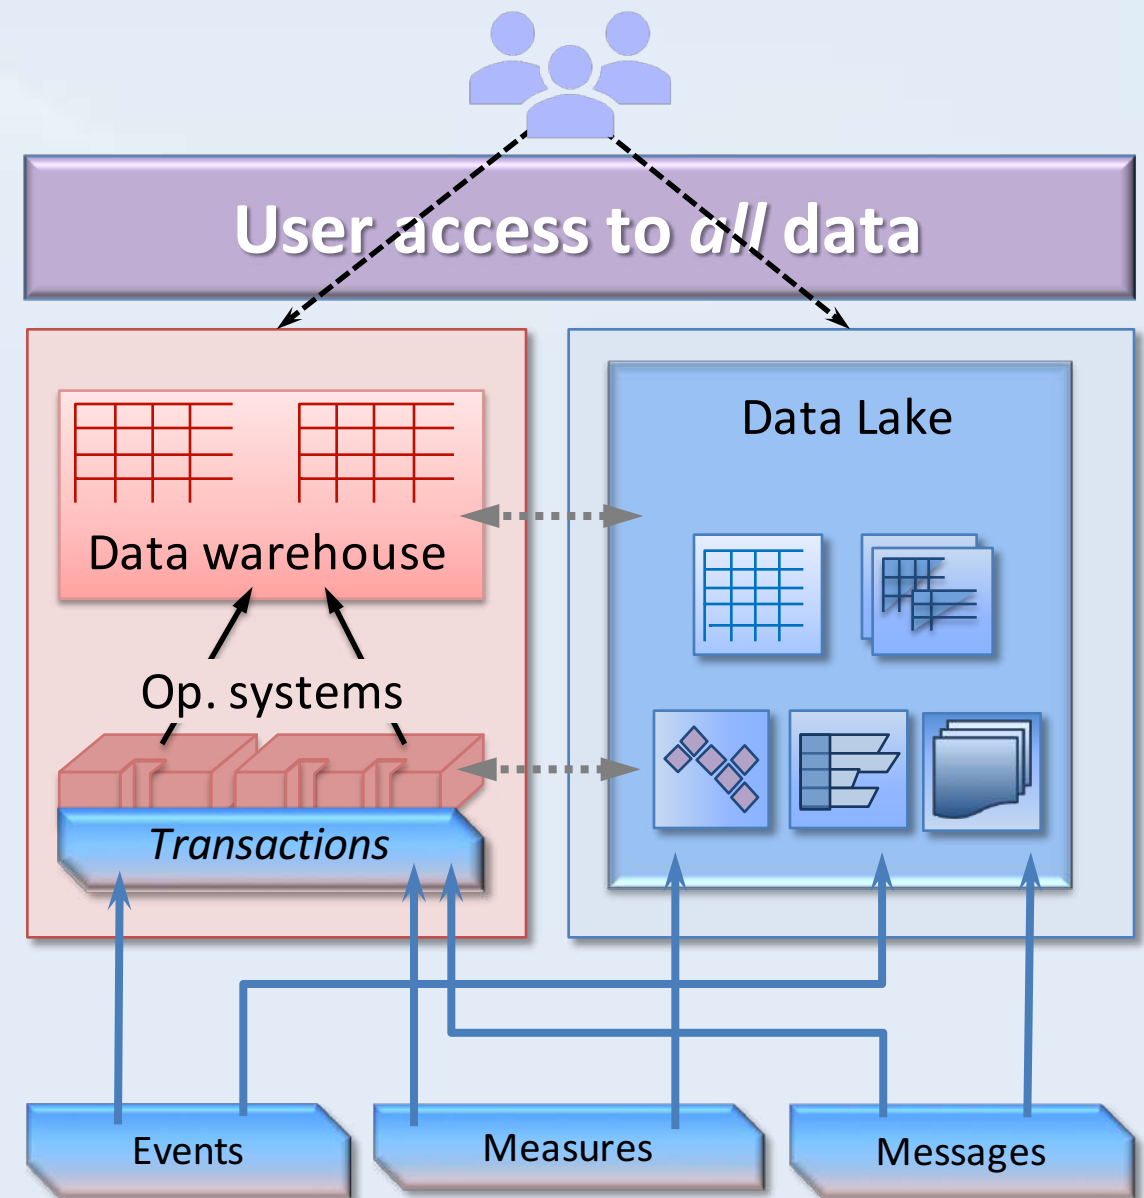 User access to all data
Data Lake
Data warehouse
Op. systems
Transactions
Events
Measures
Messages